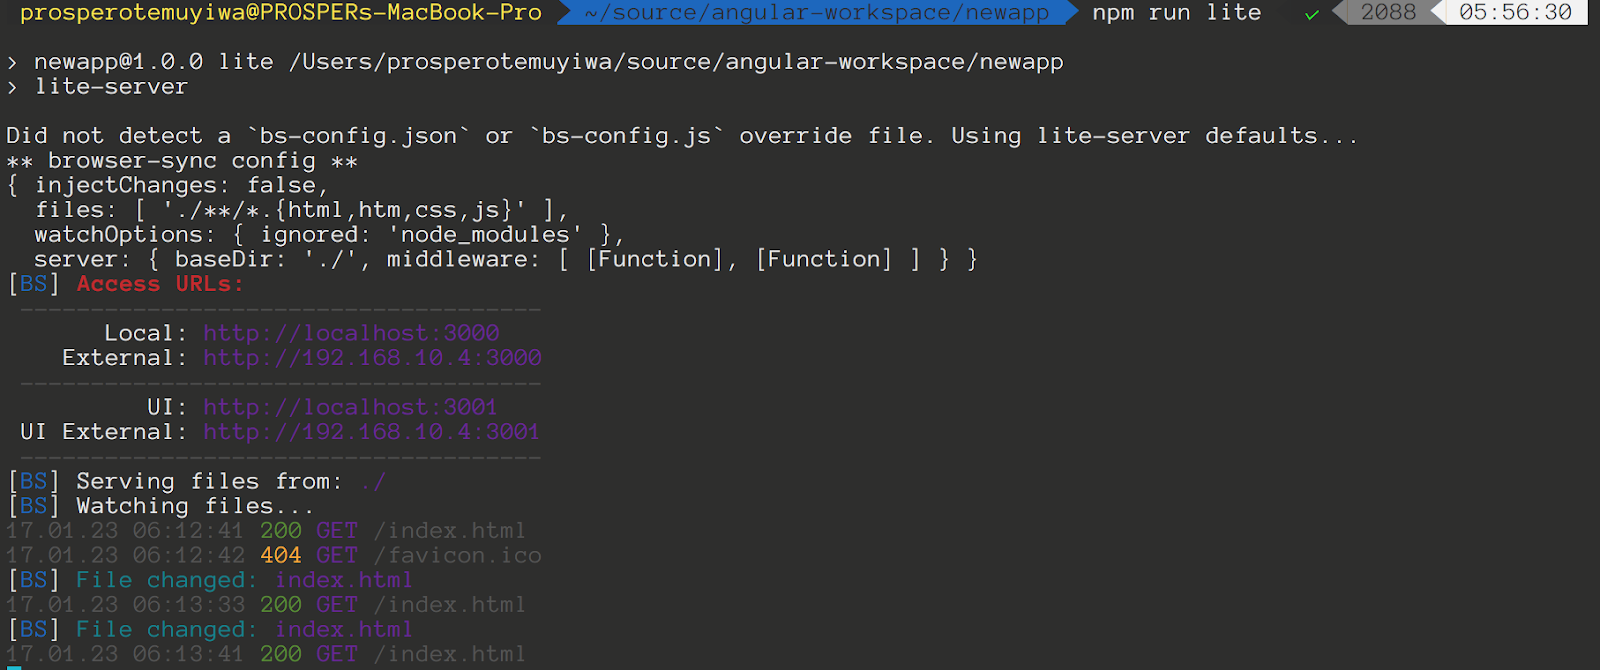 prosperotemuyiwa@PROSPERs-MacBook-Pro ~/source/angular-workspace/newapp npm run lite ✓ 2088 05:56:30
> newapp@1.0.0 lite /Users/prosperotemuyiwa/source/angular-workspace/newapp
> lite-server
Did not detect a `bs-config.json` or `bs-config.js` override file. Using lite-server defaults...
** browser-sync config **
{ injectChanges: false,
  files: [ './**/*.{html,htm,css,js}' ],
  watchOptions: { ignored: 'node_modules' },
  server: { baseDir: './', middleware: [ [Function], [Function] ] } }
[BS] Access URLs:
 -------------------------------------
       Local: http://localhost:3000
    External: http://192.168.10.4:3000
 -------------------------------------
          UI: http://localhost:3001
 UI External: http://192.168.10.4:3001
 -------------------------------------
[BS] Serving files from: ./
[BS] Watching files...
17.01.23 06:12:41 200 GET /index.html
17.01.23 06:12:42 404 GET /favicon.ico
[BS] File changed: index.html
17.01.23 06:13:33 200 GET /index.html
[BS] File changed: index.html
17.01.23 06:13:41 200 GET /index.html